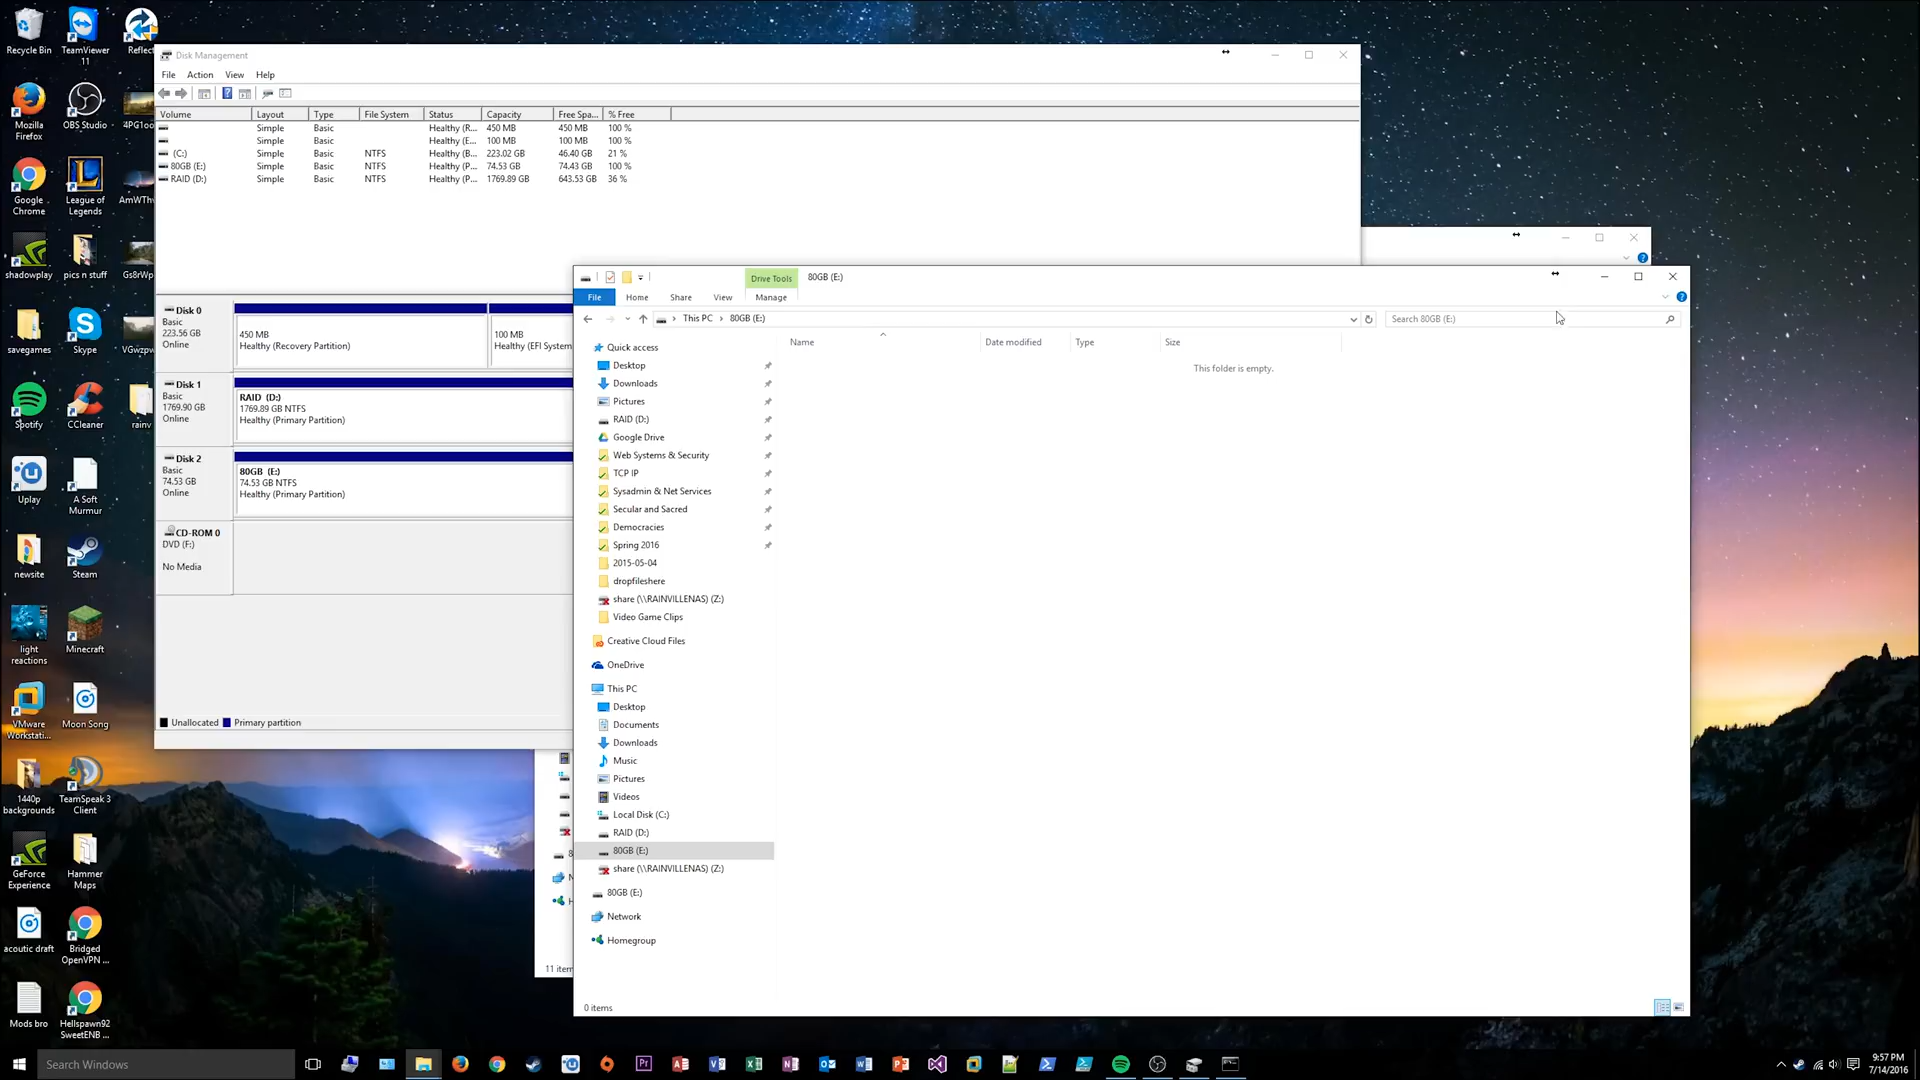 Recycle Bin
TeamViewer 11
Reflect
Mozilla Firefox
OBS Studio
4PG1oo
Google Chrome
League of Legends
shadowplay
pics n stuff
Gs8rWp
savegames
Skype
VGwzpv
Spotify
CCleaner
rainv
Uplay
A Soft Murmur
newsite
Steam
light reactions
Minecraft
VMware Workstati...
Moon Song
1440p backgrounds
TeamSpeak 3 Client
GeForce Experience
Hammer Maps
acoutic draft
Bridged OpenVPN ...
Mods bro
Hellspawn92 SweetENB ...
Disk Management
File Action View Help
Volume Layout Type File System Status Capacity Free Spa... % Free
Simple Basic Healthy (R... 450 MB 450 MB 100 %
Simple Basic Healthy (E... 100 MB 100 MB 100 %
(C:) Simple Basic NTFS Healthy (B... 223.02 GB 46.40 GB 21 %
80GB (E:) Simple Basic NTFS Healthy (P... 74.53 GB 74.43 GB 100 %
RAID (D:) Simple Basic NTFS Healthy (P... 1769.89 GB 643.53 GB 36 %
Disk 0
Basic
223.56 GB
Online
450 MB
Healthy (Recovery Partition)
100 MB
Healthy (EFI System
Disk 1
Basic
1769.90 GB
Online
RAID (D:)
1769.89 GB NTFS
Healthy (Primary Partition)
Disk 2
Basic
74.53 GB
Online
80GB (E:)
74.53 GB NTFS
Healthy (Primary Partition)
CD-ROM 0
DVD (F:)
No Media
Unallocated Primary partition
11 item
Drive Tools 80GB (E:)
File Home Share View Manage
This PC › 80GB (E:)
Search 80GB (E:)
Name Date modified Type Size
This folder is empty.
Quick access
Desktop
Downloads
Pictures
RAID (D:)
Google Drive
Web Systems & Security
TCP IP
Sysadmin & Net Services
Secular and Sacred
Democracies
Spring 2016
2015-05-04
dropfileshere
share (\\RAINVILLENAS) (Z:)
Video Game Clips
Creative Cloud Files
OneDrive
This PC
Desktop
Documents
Downloads
Music
Pictures
Videos
Local Disk (C:)
RAID (D:)
80GB (E:)
share (\\RAINVILLENAS) (Z:)
80GB (E:)
Network
Homegroup
0 items
Search Windows
9:57 PM
7/14/2016